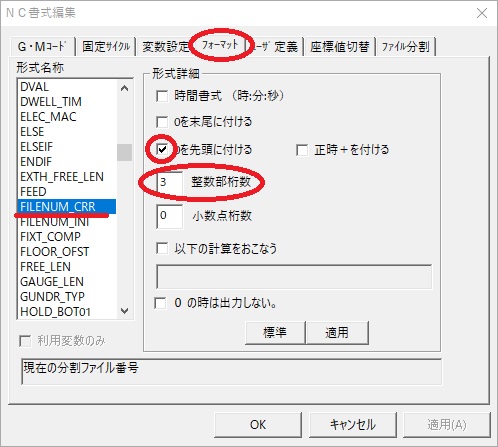 NC書式編集
G・Mコード 固定サイクル 変数設定 フォーマット ーザ定義 座標値切替 ファイル分割
形式名称
DVAL
DWELL_TIM
ELEC_MAC
ELSE
ELSEIF
ENDIF
EXTH_FREE_LEN
FEED
FILENUM_CRR
FILENUM_INI
FIXT_COMP
FLOOR_OFST
FREE_LEN
GAUGE_LEN
GUNDR_TYP
HOLD_BOT01
利用変数のみ
形式詳細
時間書式 (時:分:秒)
0を末尾に付ける
0を先頭に付ける 正時+を付ける
3 整数部桁数
0 小数点桁数
以下の計算をおこなう
0 の時は出力しない。
標準 適用
現在の分割ファイル番号
OK キャンセル 適用(A)